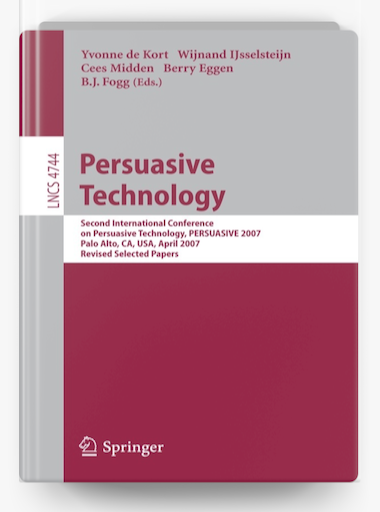 Yvonne de Kort Wijnand IJsselsteijn
Cees Midden Berry Eggen
B.J. Fogg (Eds.)
LNCS 4744
Persuasive
Technology
Second International Conference
on Persuasive Technology, PERSUASIVE 2007
Palo Alto, CA, USA, April 2007
Revised Selected Papers
Springer